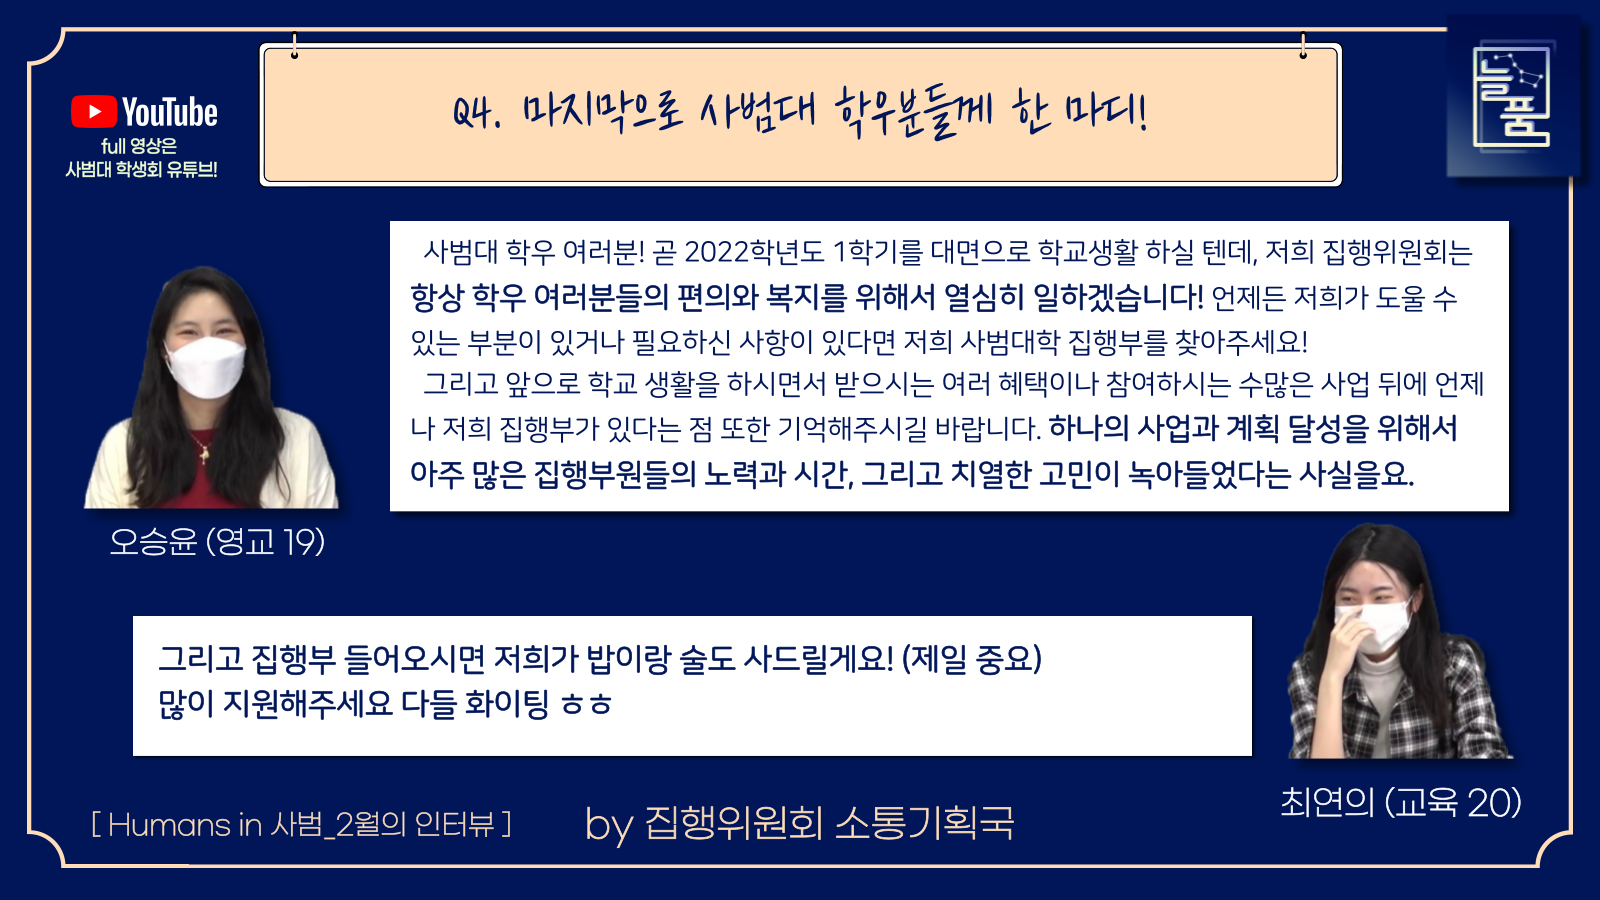 Q4. 마지막으로 사범대 학우분들께 한 마디!
늘품
YouTube
full 영상은
사범대 학생회 유튜브!
사범대 학우 여러분! 곧 2022학년도 1학기를 대면으로 학교생활 하실 텐데, 저희 집행위원회는
항상 학우 여러분들의 편의와 복지를 위해서 열심히 일하겠습니다! 언제든 저희가 도울 수
있는 부분이 있거나 필요하신 사항이 있다면 저희 사범대학 집행부를 찾아주세요!
그리고 앞으로 학교 생활을 하시면서 받으시는 여러 혜택이나 참여하시는 수많은 사업 뒤에 언제
나 저희 집행부가 있다는 점 또한 기억해주시길 바랍니다. 하나의 사업과 계획 달성을 위해서
아주 많은 집행부원들의 노력과 시간, 그리고 치열한 고민이 녹아들었다는 사실을요.
오승윤 (영교 19)
그리고 집행부 들어오시면 저희가 밥이랑 술도 사드릴게요! (제일 중요)
많이 지원해주세요 다들 화이팅 ㅎㅎ
최연의 (교육 20)
[ Humans in 사범_2월의 인터뷰 ]
by 집행위원회 소통기획국